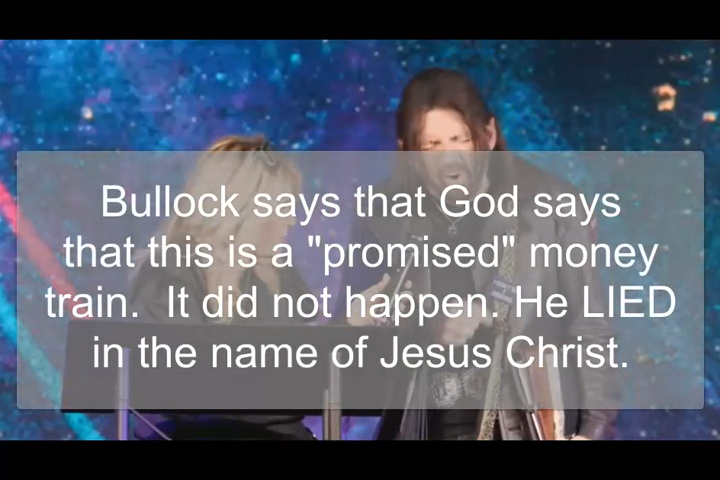 Bullock says that God says
that this is a "promised" money
train.  It did not happen. He LIED
in the name of Jesus Christ.